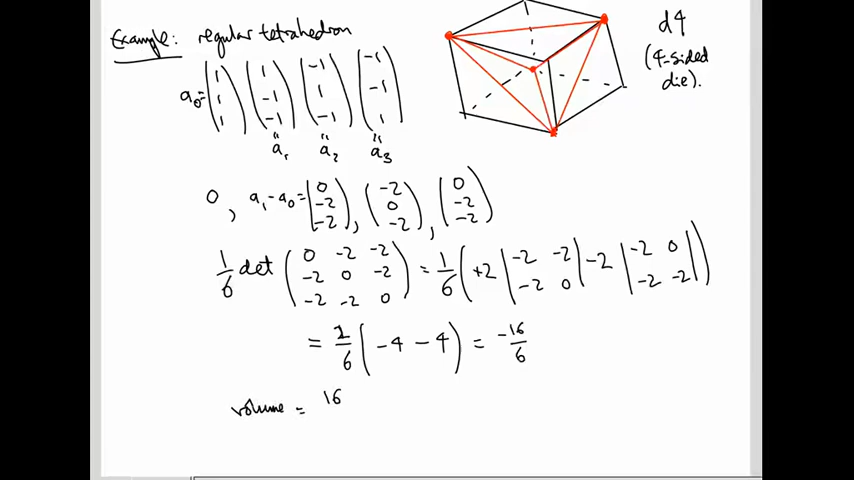 Example: regular tetrahedron
d4
(4-sided
die).
a₀ = (1 1 1) (1 -1 -1) (-1 1 -1) (-1 -1 1)
" " "
a₁ a₂ a₃
0, a₁-a₀ = (0 -2 -2), (-2 0 -2), (0 -2 -2)
1/6 det (0 -2 -2 / -2 0 -2 / -2 -2 0) = 1/6 (+2 |-2 -2 / -2 0| -2 |-2 0 / -2 -2|)
= 1/6 (-4 -4) = -16/6
volume = 16